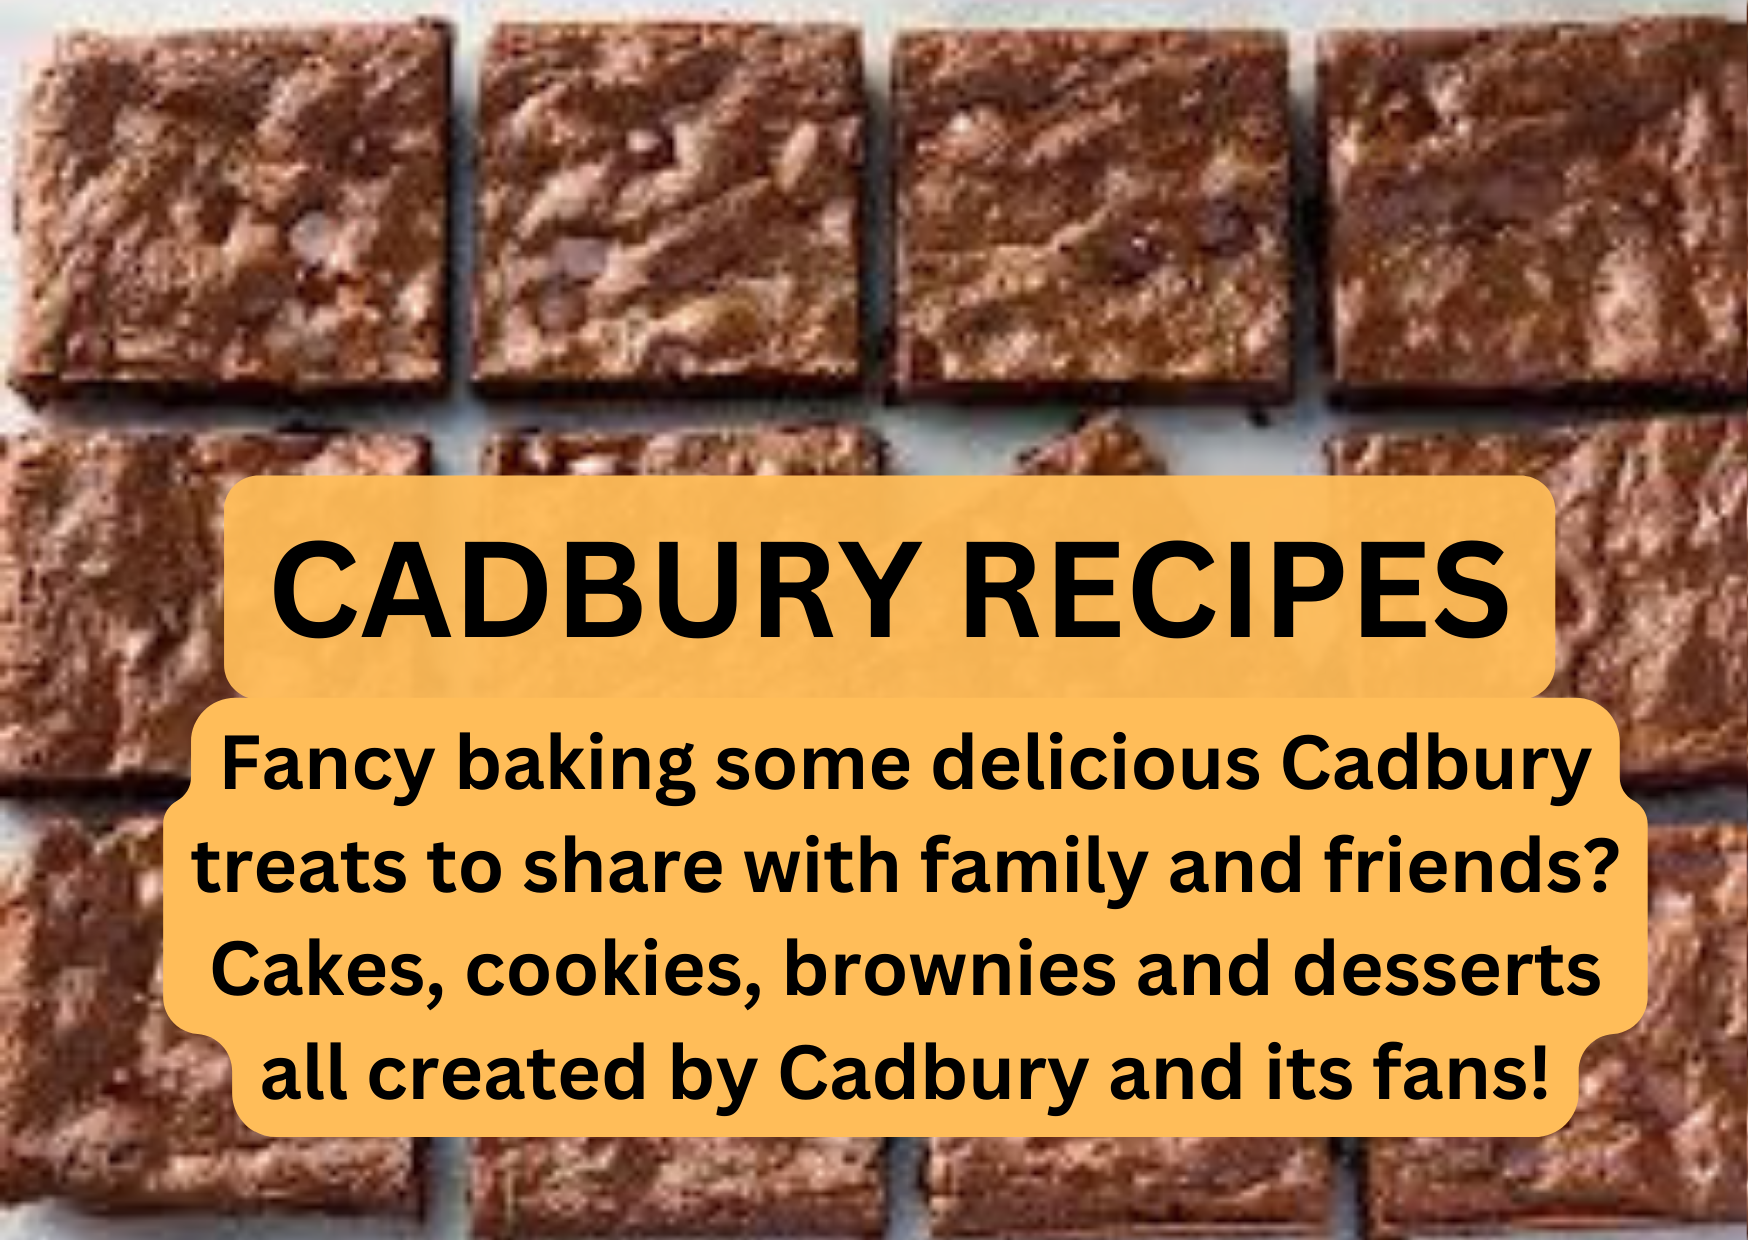 CADBURY RECIPES
Fancy baking some delicious Cadbury
treats to share with family and friends?
Cakes, cookies, brownies and desserts
all created by Cadbury and its fans!